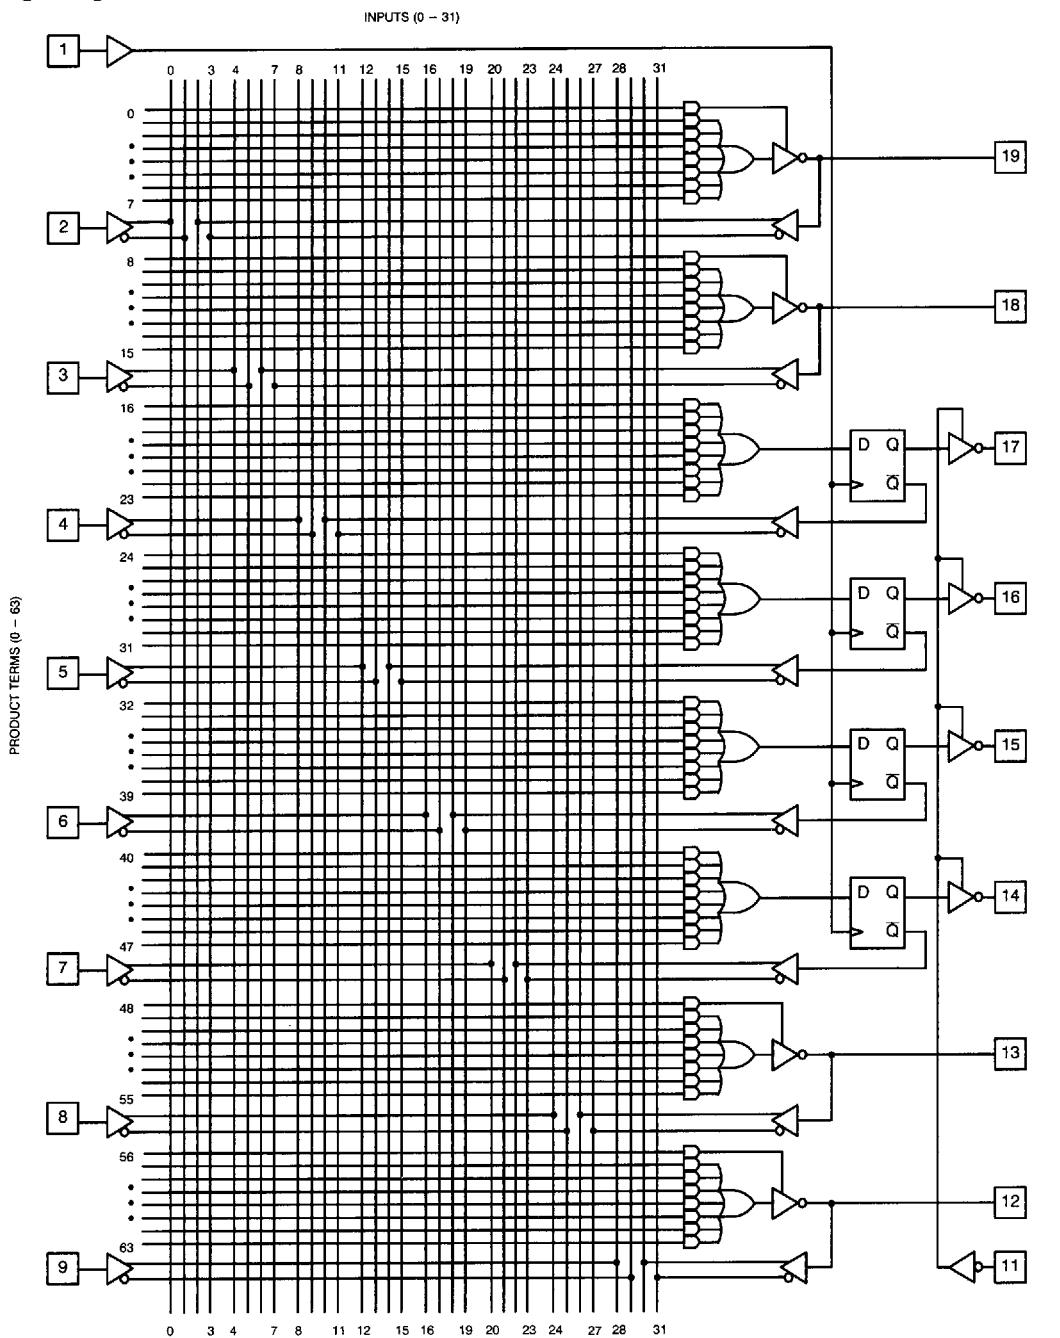 INPUTS (0 – 31)
1
0 3 4 7 8 11 12 15 16 19 20 23 24 27 28 31
0
19
7
2
8
18
15
3
16
D Q
17
Q̅
23
4
24
D Q
16
Q̅
31
5
PRODUCT TERMS (0 – 63)
32
D Q
15
Q̅
39
6
40
D Q
14
Q̅
47
7
48
13
55
8
56
12
63
9
11
0 3 4 7 8 11 12 15 16 19 20 23 24 27 28 31